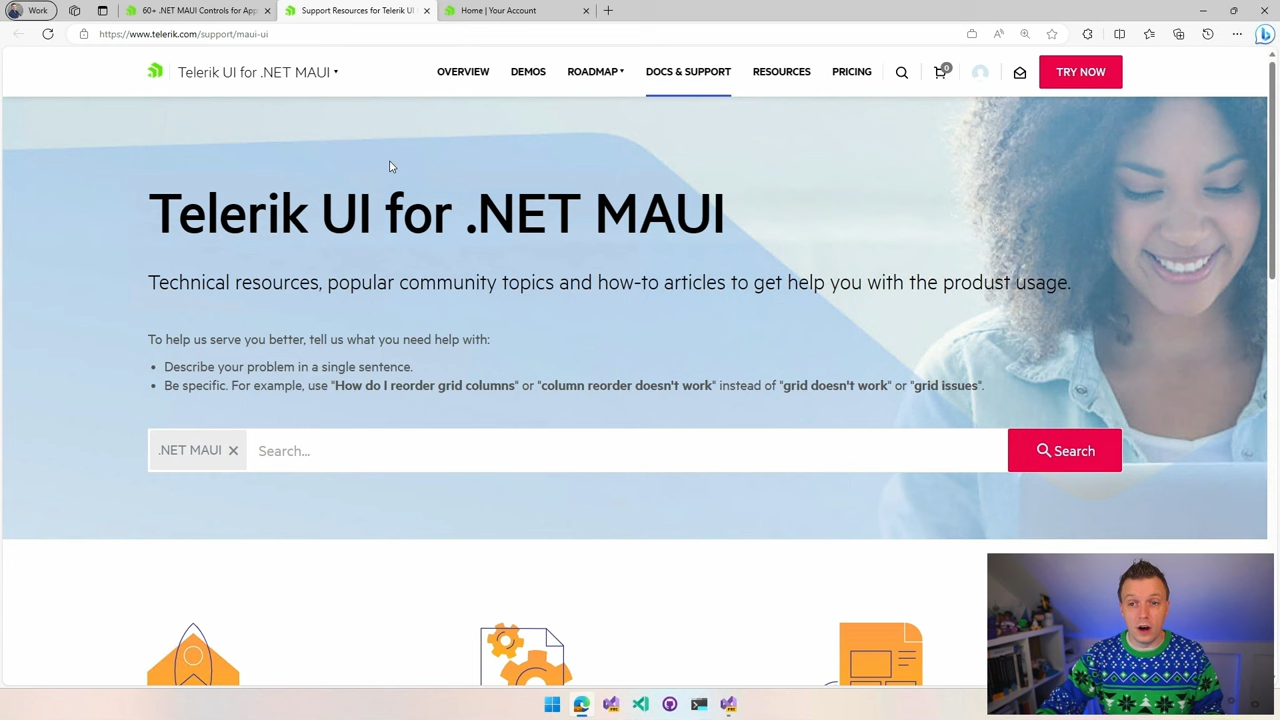 Work
60+ .NET MAUI Controls for App
Support Resources for Telerik UI
Home | Your Account
https://www.telerik.com/support/maui-ui
Telerik UI for .NET MAUI
OVERVIEW
DEMOS
ROADMAP
DOCS & SUPPORT
RESOURCES
PRICING
0
TRY NOW
Telerik UI for .NET MAUI
Technical resources, popular community topics and how-to articles to get help you with the product usage.
To help us serve you better, tell us what you need help with:
• Describe your problem in a single sentence.
• Be specific. For example, use "How do I reorder grid columns" or "column reorder doesn't work" instead of "grid doesn't work" or "grid issues".
.NET MAUI
Search...
Search